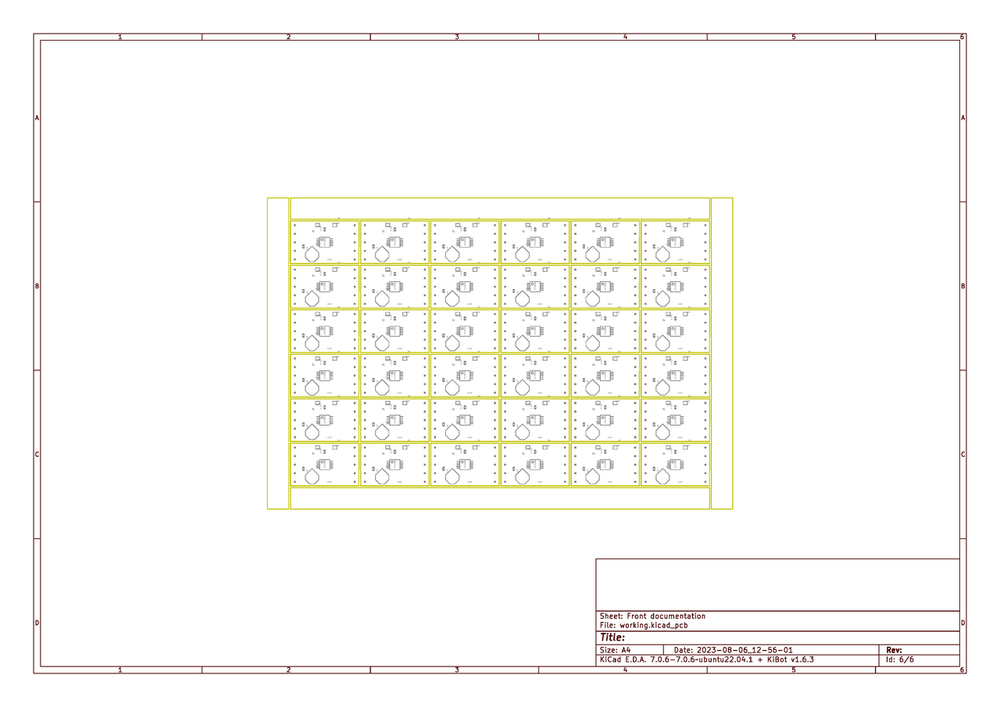 1 2 3 4 5 6
A A
B B
C C
D D
Sheet: Front documentation
File: working.kicad_pcb
Title:
Size: A4 Date: 2023-08-06_12-56-01 Rev:
KiCad E.D.A. 7.0.6-7.0.6-ubuntu22.04.1 + KiBot v1.6.3 Id: 6/6
1 2 3 4 5 6